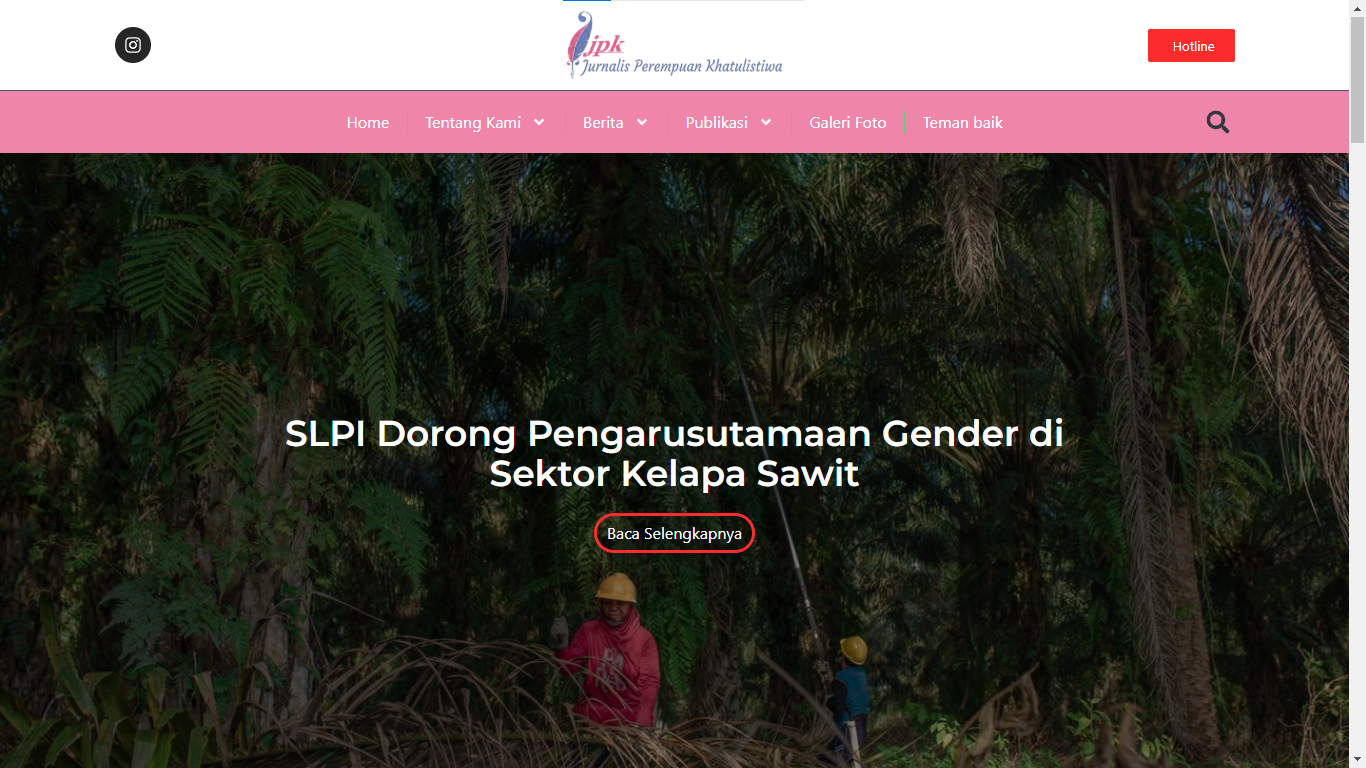 jpk
Jurnalis Perempuan Khatulistiwa
Hotline
Home
Tentang Kami
Berita
Publikasi
Galeri Foto
Teman baik
SLPI Dorong Pengarusutamaan Gender di
Sektor Kelapa Sawit
Baca Selengkapnya